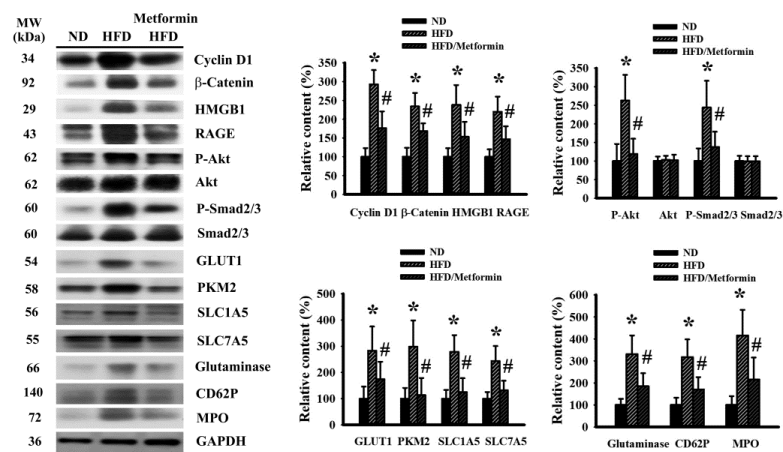 MW
(kDa)
Metformin
ND HFD HFD
34 Cyclin D1
92 β-Catenin
29 HMGB1
43 RAGE
62 P-Akt
62 Akt
60 P-Smad2/3
60 Smad2/3
54 GLUT1
58 PKM2
56 SLC1A5
55 SLC7A5
66 Glutaminase
140 CD62P
72 MPO
36 GAPDH
ND
HFD
HFD/Metformin
Relative content (%)
350
300
250
200
150
100
50
0
* * * *
# # # #
Cyclin D1 β-Catenin HMGB1 RAGE
ND
HFD
HFD/Metformin
Relative content (%)
400
350
300
250
200
150
100
50
0
* *
# #
P-Akt Akt P-Smad2/3 Smad2/3
ND
HFD
HFD/Metformin
Relative content (%)
500
400
300
200
100
0
* * * *
# # # #
GLUT1 PKM2 SLC1A5 SLC7A5
ND
HFD
HFD/Metformin
Relative content (%)
600
500
400
300
200
100
0
* * *
# # #
Glutaminase CD62P MPO